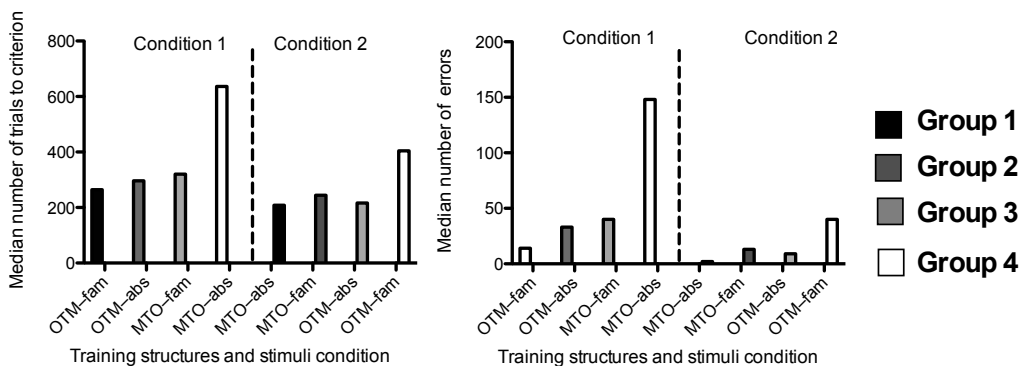 Median number of trials to criterion
800
600
400
200
0
Condition 1
Condition 2
OTM–fam
OTM–abs
MTO–fam
MTO–abs
MTO–abs
MTO–fam
OTM–abs
OTM–fam
Training structures and stimuli condition
Median number of errors
200
150
100
50
0
Condition 1
Condition 2
OTM–fam
OTM–abs
MTO–fam
MTO–abs
MTO–abs
MTO–fam
OTM–abs
OTM–fam
Training structures and stimuli condition
Group 1
Group 2
Group 3
Group 4